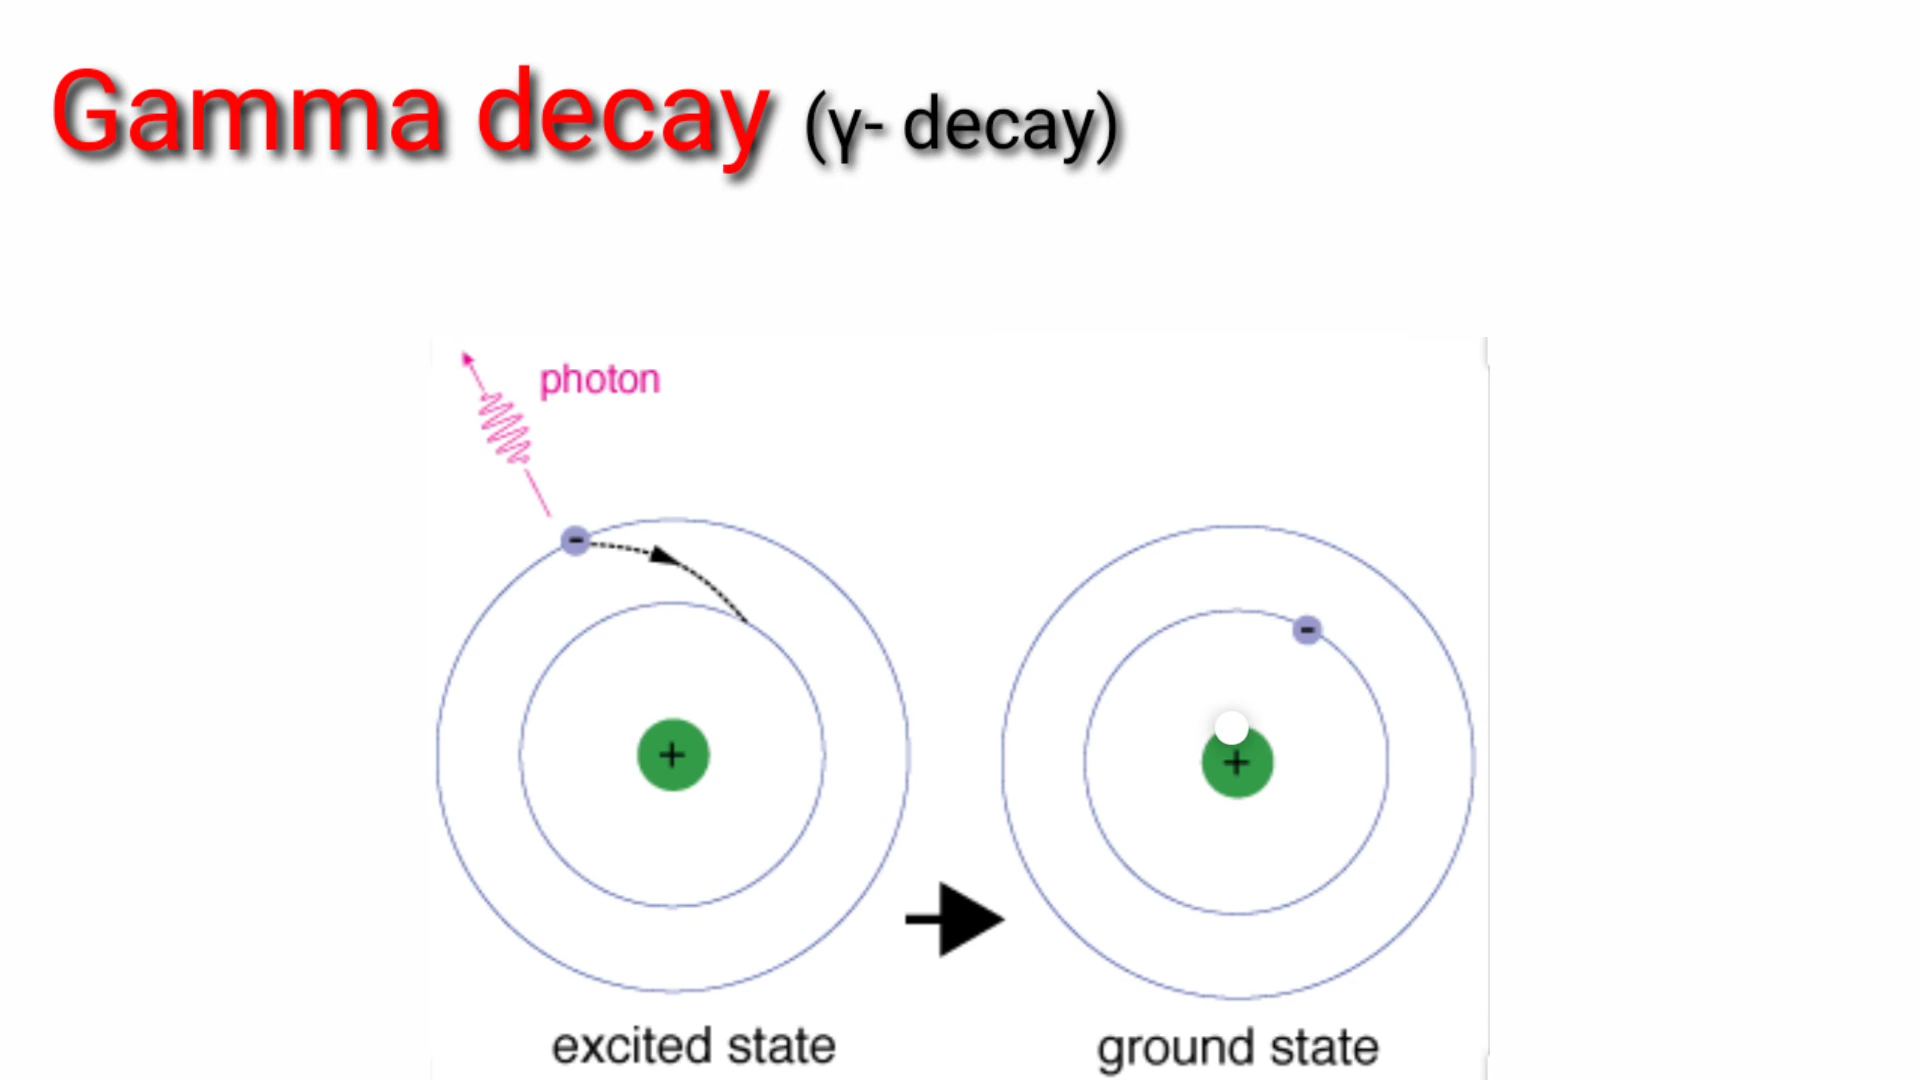 Gamma decay (γ- decay)
photon
-
-
+
+
excited state
ground state